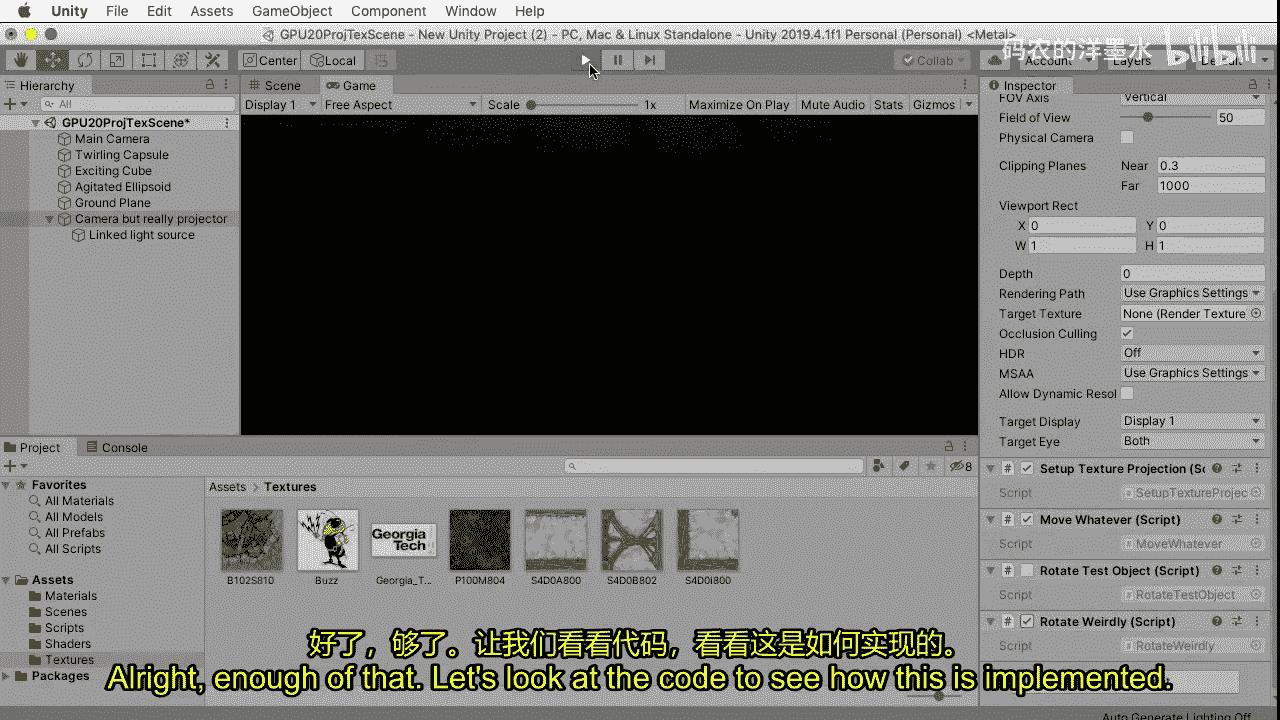 Unity File Edit Assets GameObject Component Window Help
GPU20ProjTexScene - New Unity Project (2) - PC, Mac & Linux Standalone - Unity 2019.4.1f1 Personal (Personal) <Metal>
码农的洋墨水 bilibili
Center Local Collab Account Layers
Hierarchy Scene Game Inspector
All Display 1 Free Aspect Scale 1x Maximize On Play Mute Audio Stats Gizmos
FOV Axis Vertical
GPU20ProjTexScene*
Field of View 50
Main Camera
Physical Camera
Twirling Capsule
Exciting Cube
Clipping Planes Near 0.3
Agitated Ellipsoid
Far 1000
Ground Plane
Viewport Rect
Camera but really projector
X 0 Y 0
Linked light source
W 1 H 1
Depth 0
Rendering Path Use Graphics Settings
Target Texture None (Render Texture
Occlusion Culling
HDR Off
MSAA Use Graphics Settings
Allow Dynamic Resol
Target Display Display 1
Target Eye Both
Project Console
8
Setup Texture Projection (Sc
Script SetupTextureProjec
Move Whatever (Script)
Script MoveWhatever
Rotate Test Object (Script)
Script RotateTestObject
Rotate Weirdly (Script)
Script RotateWeirdly
Favorites
All Materials
All Models
All Prefabs
All Scripts
Assets
Materials
Scenes
Scripts
Shaders
Textures
Packages
Assets > Textures
Georgia Tech
B102S810 Buzz Georgia_T... P100M804 S4D0A800 S4D0B802 S4D0I800
好了，够了。让我们看看代码，看看这是如何实现的。
Alright, enough of that. Let's look at the code to see how this is implemented.
Auto Generate Lighting Off